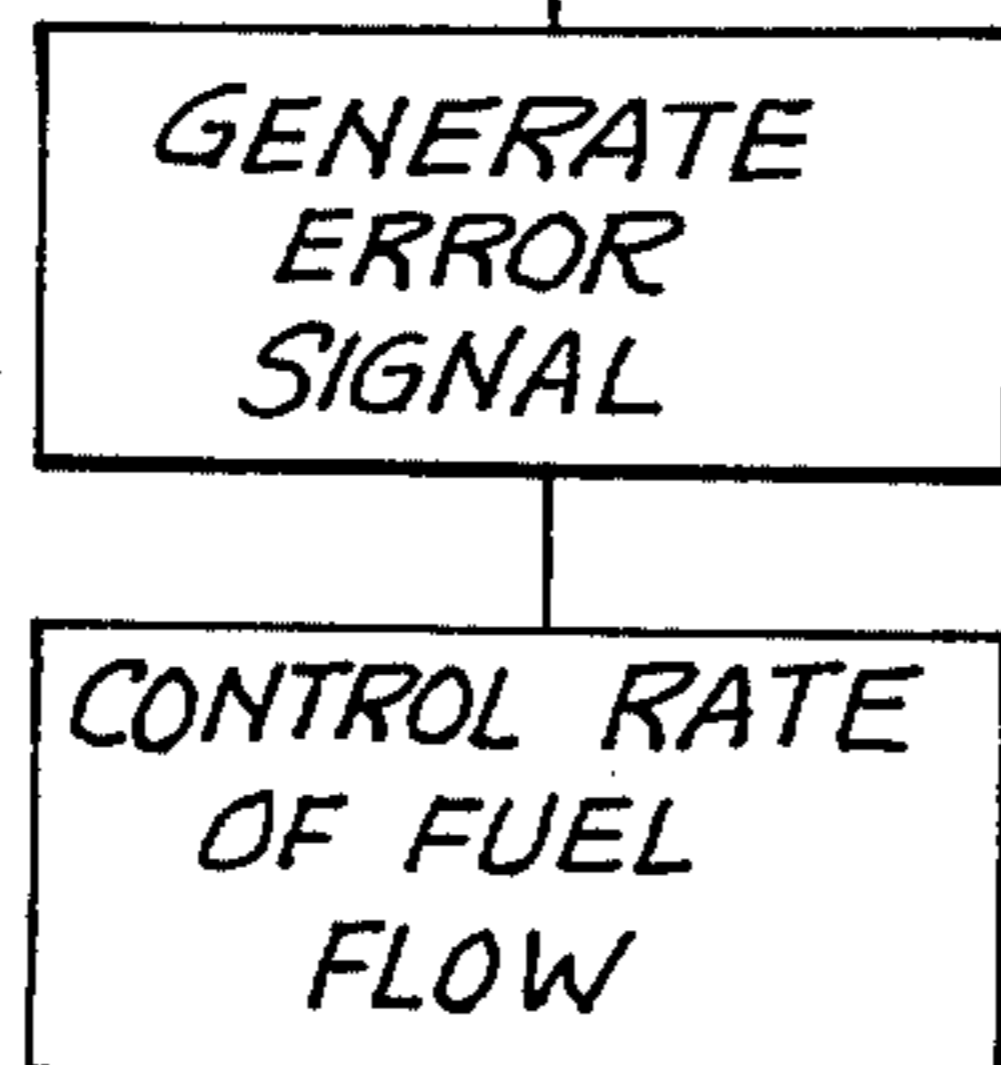 GENERATE
ERROR
SIGNAL
CONTROL RATE
OF FUEL
FLOW